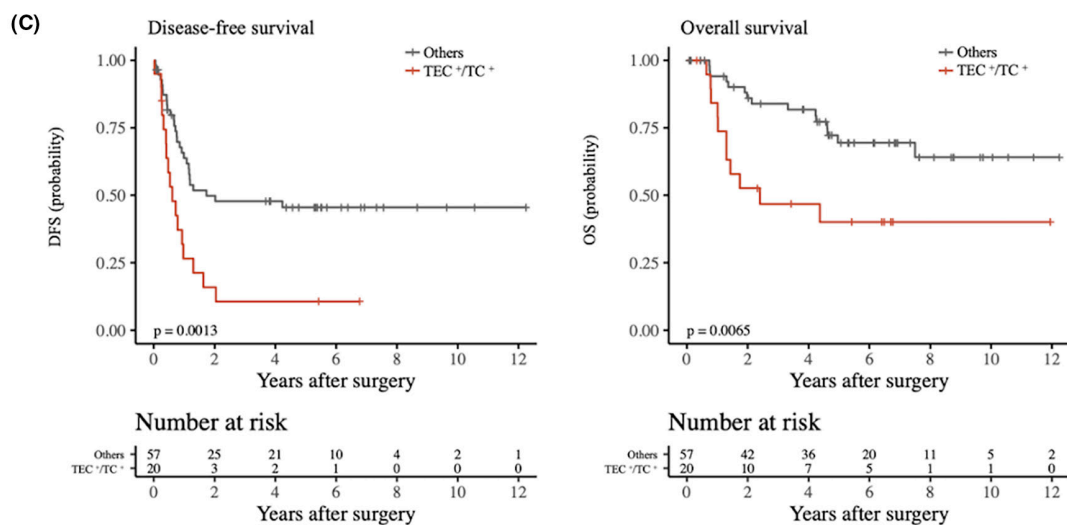 (C)
Disease-free survival
Others
TEC +/TC +
DFS (probability)
1.00
0.75
0.50
0.25
0.00
p = 0.0013
0 2 4 6 8 10 12
Years after surgery
Number at risk
Others 57 25 21 10 4 2 1
TEC +/TC + 20 3 2 1 0 0 0
0 2 4 6 8 10 12
Years after surgery
Overall survival
Others
TEC +/TC +
OS (probability)
1.00
0.75
0.50
0.25
0.00
p = 0.0065
0 2 4 6 8 10 12
Years after surgery
Number at risk
Others 57 42 36 20 11 5 2
TEC +/TC + 20 10 7 5 1 1 0
0 2 4 6 8 10 12
Years after surgery